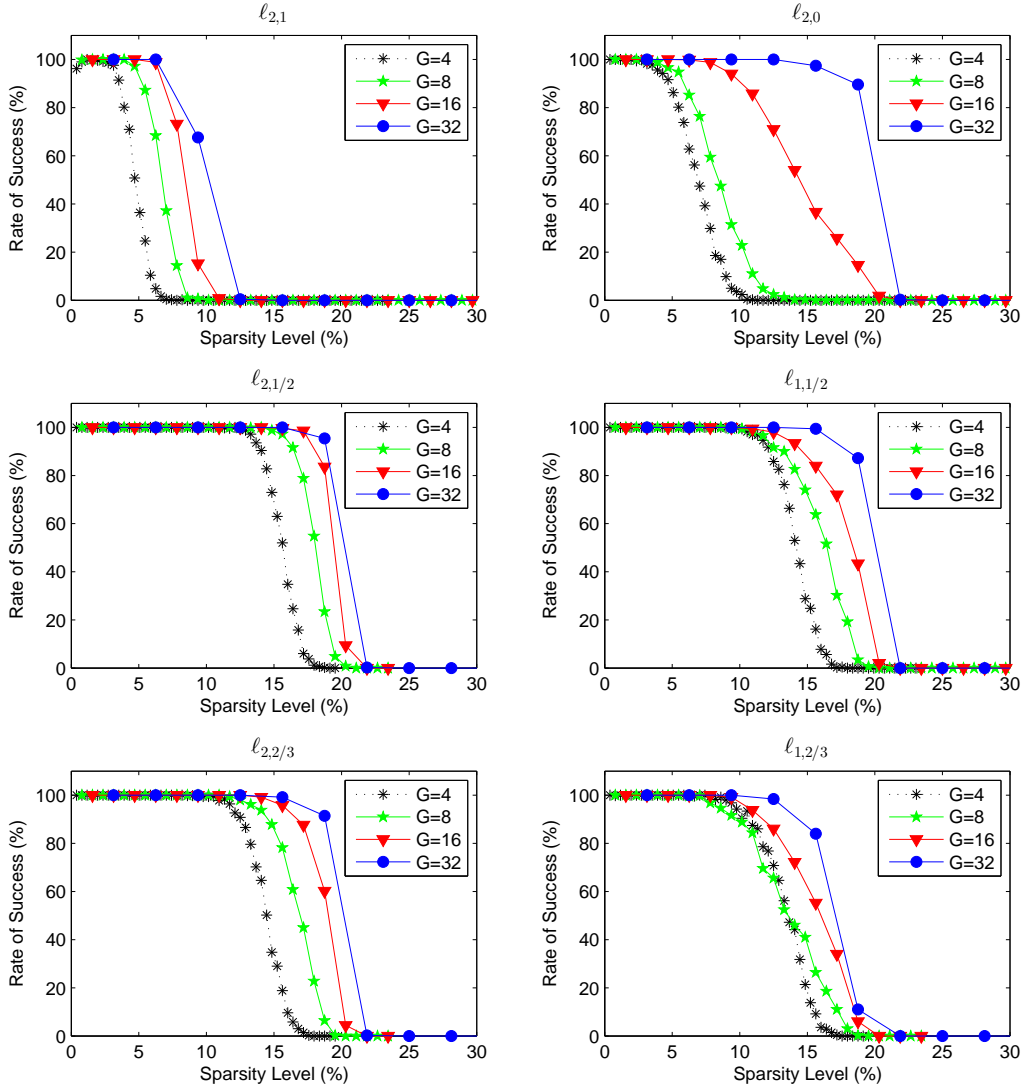 ℓ2,1
100
80
60
40
20
0
Rate of Success (%)
G=4
G=8
G=16
G=32
0 5 10 15 20 25 30
Sparsity Level (%)
ℓ2,0
100
80
60
40
20
0
Rate of Success (%)
G=4
G=8
G=16
G=32
0 5 10 15 20 25 30
Sparsity Level (%)
ℓ2,1/2
100
80
60
40
20
0
Rate of Success (%)
G=4
G=8
G=16
G=32
0 5 10 15 20 25 30
Sparsity Level (%)
ℓ1,1/2
100
80
60
40
20
0
Rate of Success (%)
G=4
G=8
G=16
G=32
0 5 10 15 20 25 30
Sparsity Level (%)
ℓ2,2/3
100
80
60
40
20
0
Rate of Success (%)
G=4
G=8
G=16
G=32
0 5 10 15 20 25 30
Sparsity Level (%)
ℓ1,2/3
100
80
60
40
20
0
Rate of Success (%)
G=4
G=8
G=16
G=32
0 5 10 15 20 25 30
Sparsity Level (%)